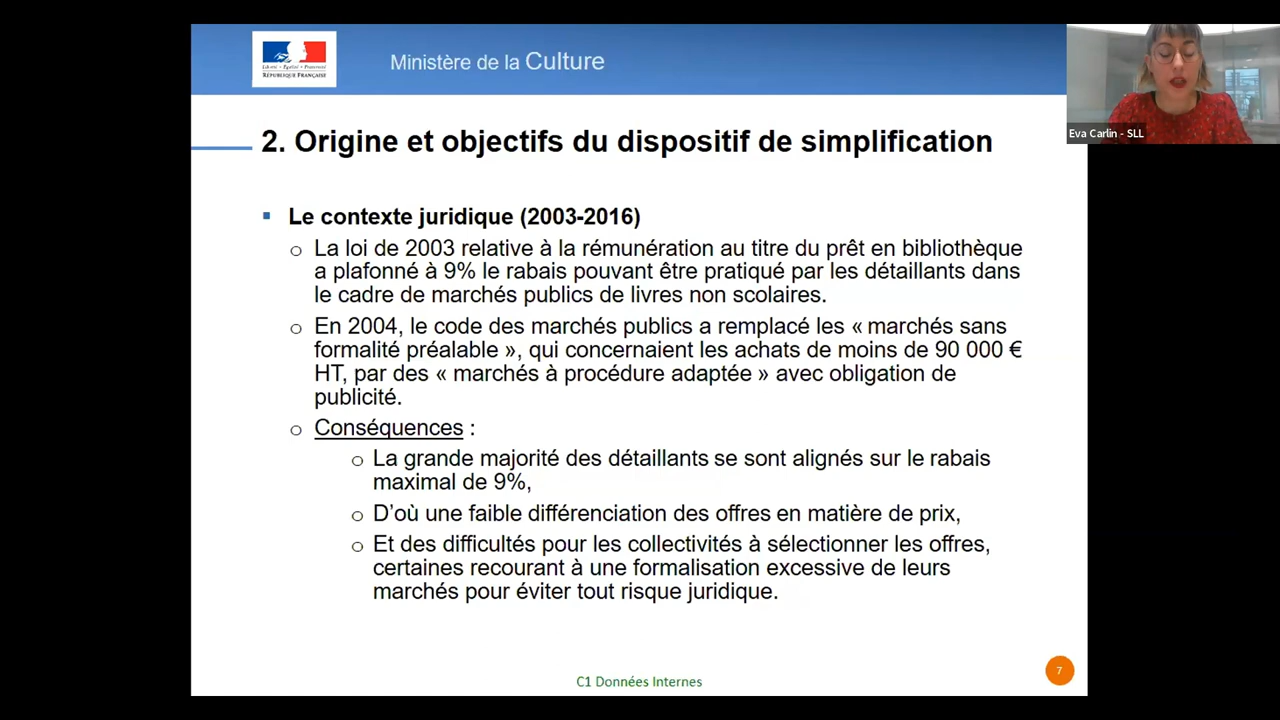 Liberté • Égalité • Fraternité
RÉPUBLIQUE FRANÇAISE
Ministère de la Culture
Eva Carlin - SLL
2. Origine et objectifs du dispositif de simplification
Le contexte juridique (2003-2016)
La loi de 2003 relative à la rémunération au titre du prêt en bibliothèque
a plafonné à 9% le rabais pouvant être pratiqué par les détaillants dans
le cadre de marchés publics de livres non scolaires.
En 2004, le code des marchés publics a remplacé les « marchés sans
formalité préalable », qui concernaient les achats de moins de 90 000 €
HT, par des « marchés à procédure adaptée » avec obligation de
publicité.
Conséquences :
La grande majorité des détaillants se sont alignés sur le rabais
maximal de 9%,
D'où une faible différenciation des offres en matière de prix,
Et des difficultés pour les collectivités à sélectionner les offres,
certaines recourant à une formalisation excessive de leurs
marchés pour éviter tout risque juridique.
7
C1 Données Internes